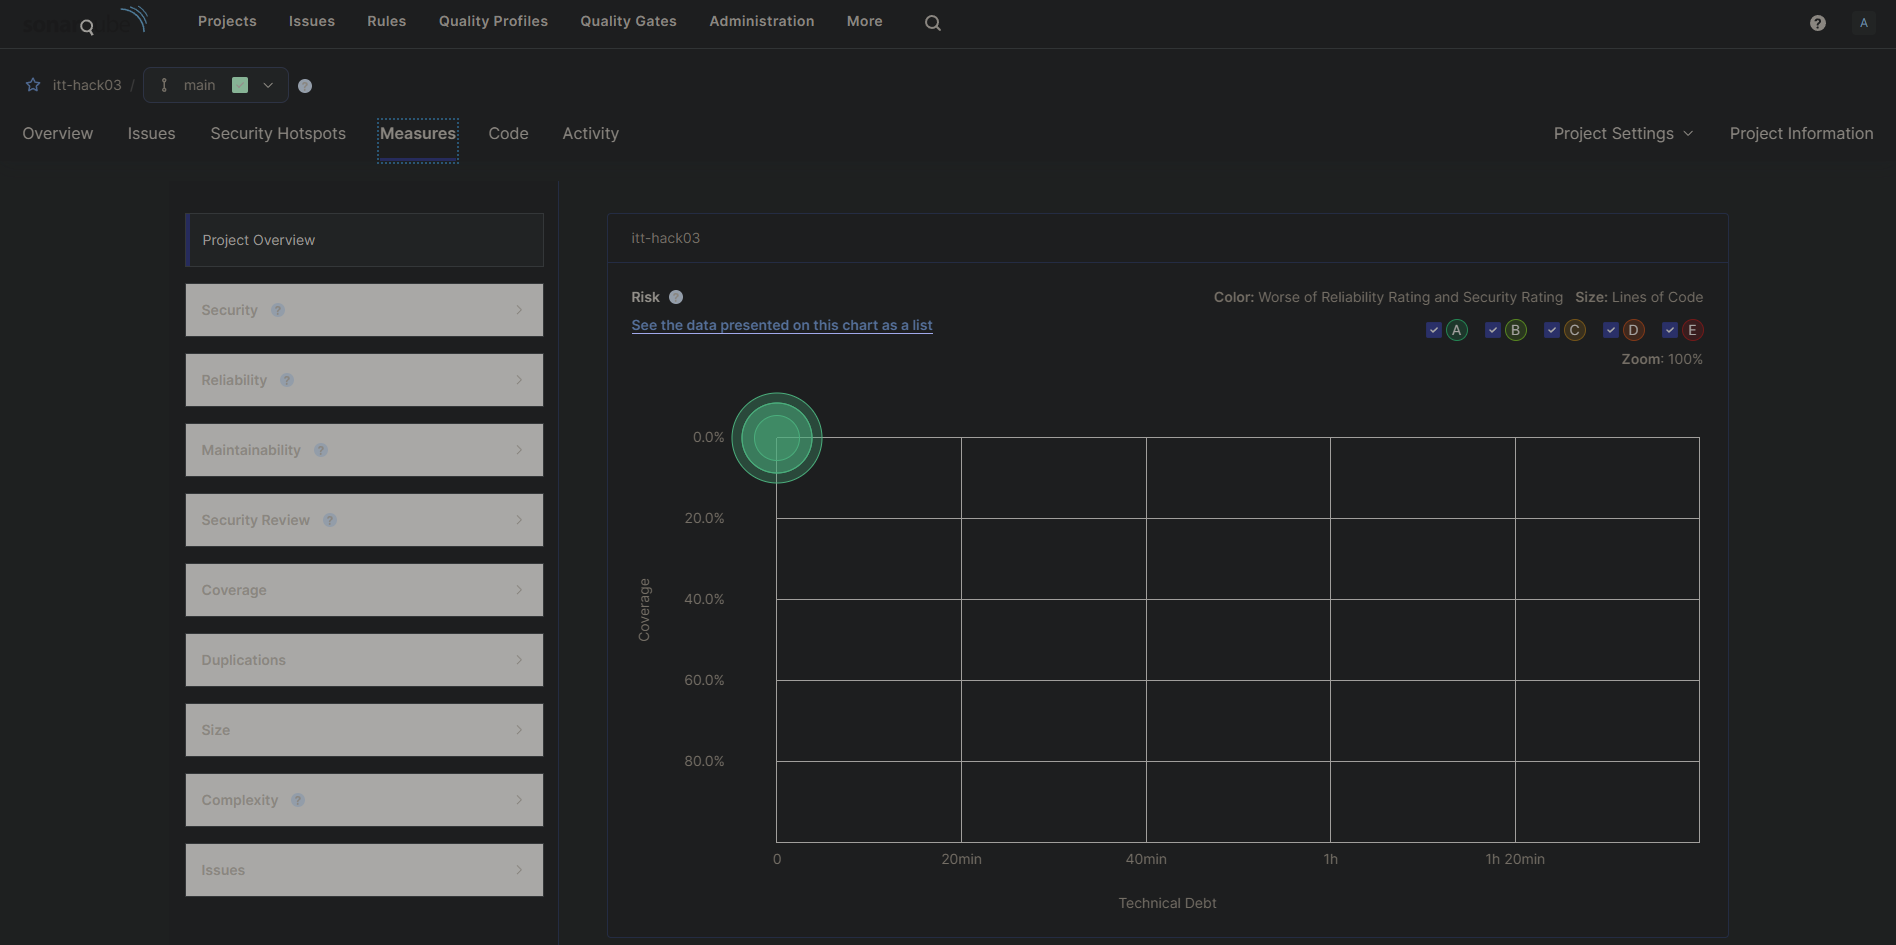 sonarQube
Projects Issues Rules Quality Profiles Quality Gates Administration More
? A
itt-hack03 / main
Overview Issues Security Hotspots Measures Code Activity Project Settings Project Information
Project Overview
Security ?
Reliability ?
Maintainability ?
Security Review ?
Coverage
Duplications
Size
Complexity ?
Issues
itt-hack03
Risk
Color: Worse of Reliability Rating and Security Rating Size: Lines of Code
See the data presented on this chart as a list
A B C D E
Zoom: 100%
0.0%
20.0%
40.0%
60.0%
80.0%
Coverage
0 20min 40min 1h 1h 20min
Technical Debt